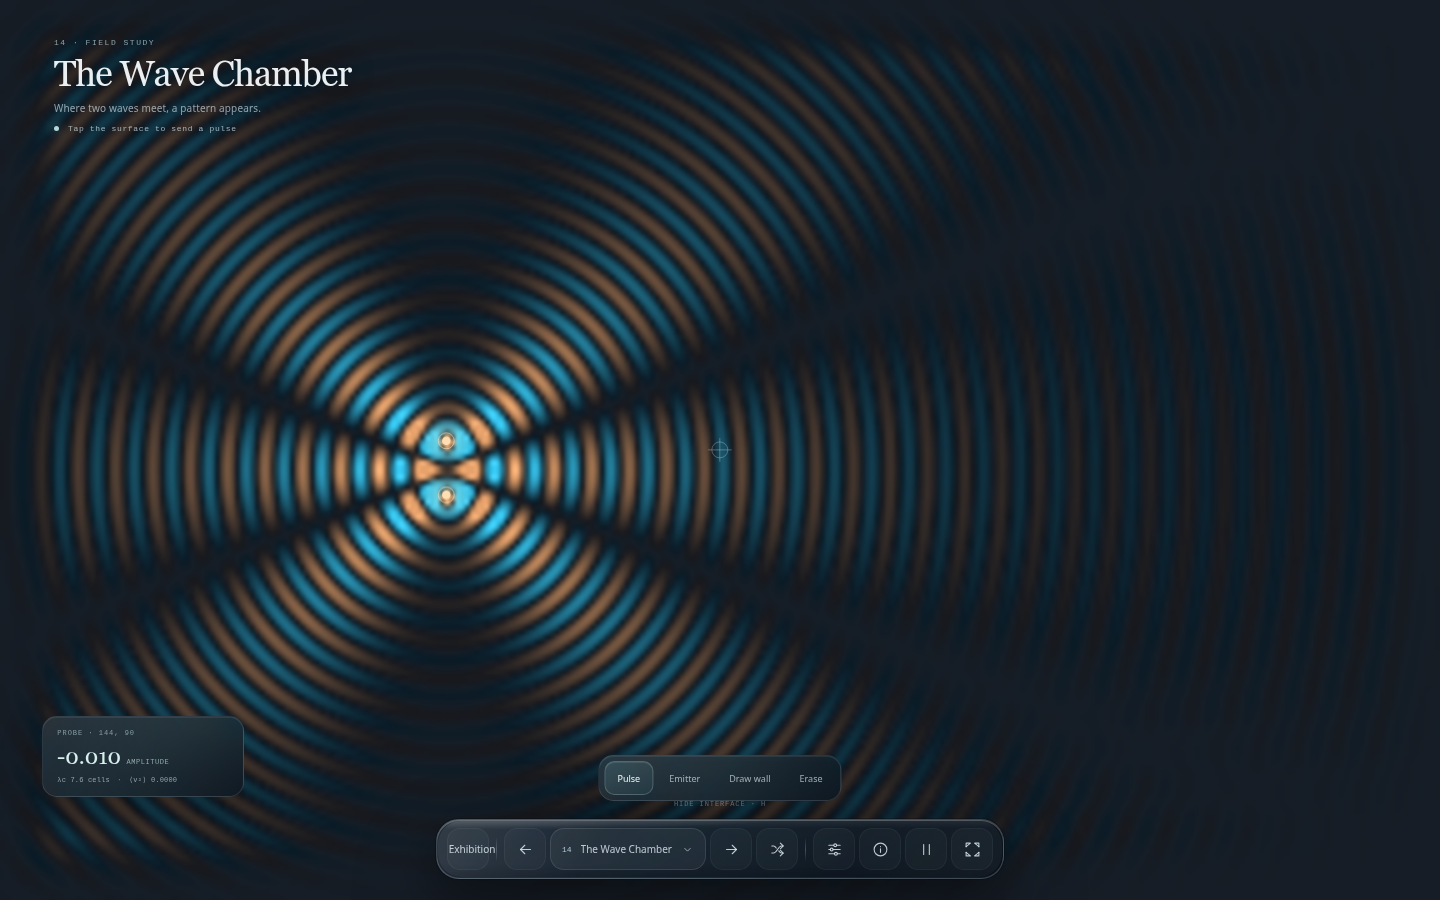 14 · FIELD STUDY
The Wave Chamber
Where two waves meet, a pattern appears.
Tap the surface to send a pulse
PROBE · 144, 90
-0.010 AMPLITUDE
λc 7.6 cells · ⟨v²⟩ 0.0000
Pulse Emitter Draw wall Erase
HIDE INTERFACE · H
Exhibition 14 The Wave Chamber